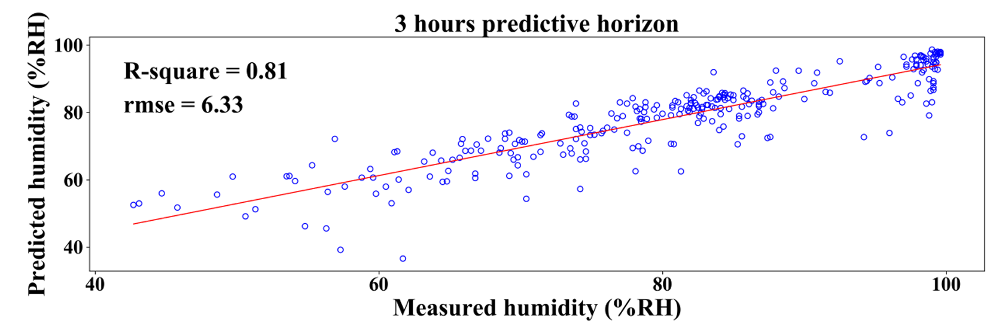 3 hours predictive horizon
Predicted humidity (%RH)
100
80
60
40
R-square = 0.81
rmse = 6.33
40 60 80 100
Measured humidity (%RH)